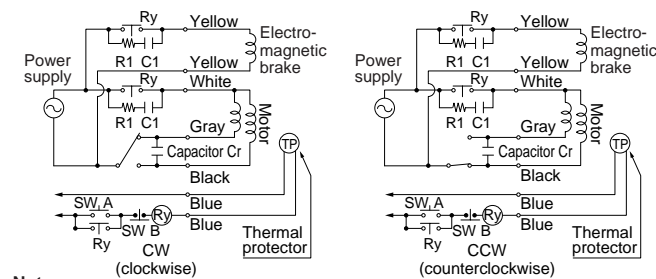 Ry
Yellow
Electro-
magnetic
brake
Power
supply
R1 C1
Yellow
Ry
White
R1 C1
Gray
Motor
TP
Capacitor Cr
Black
Blue
SW A
Ry
Blue
Ry
SW B
CW
(clockwise)
Thermal
protector
Ry
Yellow
Electro-
magnetic
brake
Power
supply
R1 C1
Yellow
Ry
White
R1 C1
Gray
Motor
TP
Capacitor Cr
Black
Blue
SW A
Ry
Blue
Ry
SW B
CCW
(counterclockwise)
Thermal
protector